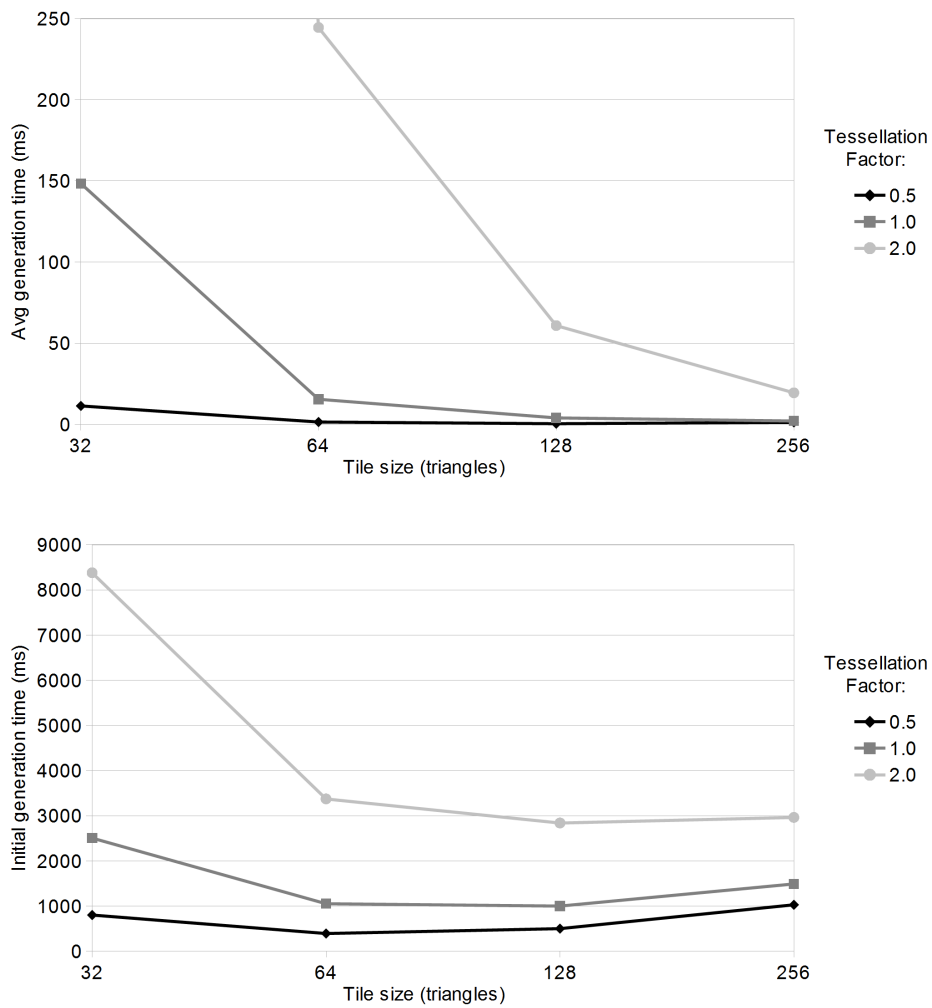 250
200
150
100
50
0
Avg generation time (ms)
32 64 128 256
Tile size (triangles)
Tessellation
Factor:
0.5
1.0
2.0
9000
8000
7000
6000
5000
4000
3000
2000
1000
0
Initial generation time (ms)
32 64 128 256
Tile size (triangles)
Tessellation
Factor:
0.5
1.0
2.0